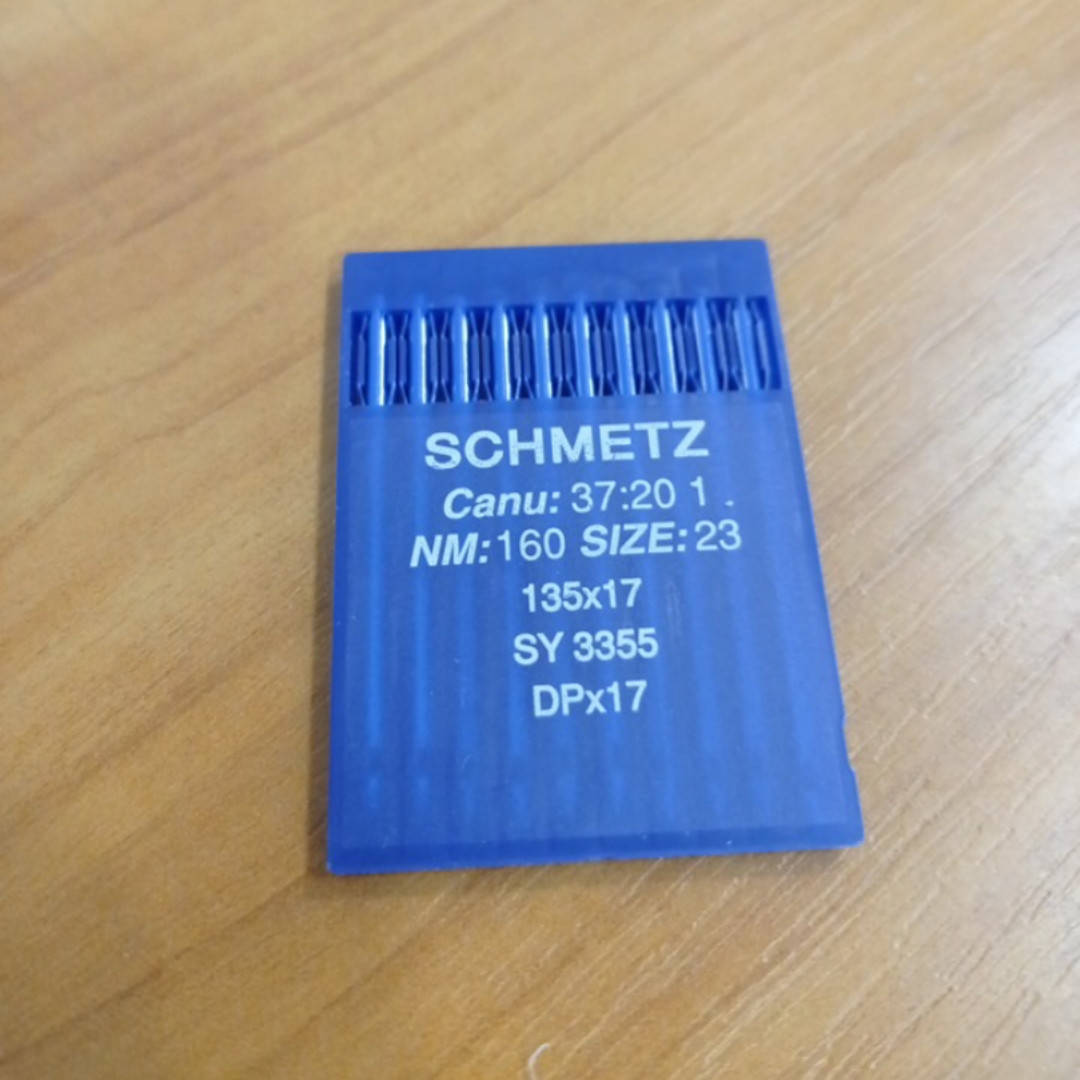 SCHMETZ
Canu: 37:20 1 .
NM: 160 SIZE: 23
135x17
SY 3355
DPx17